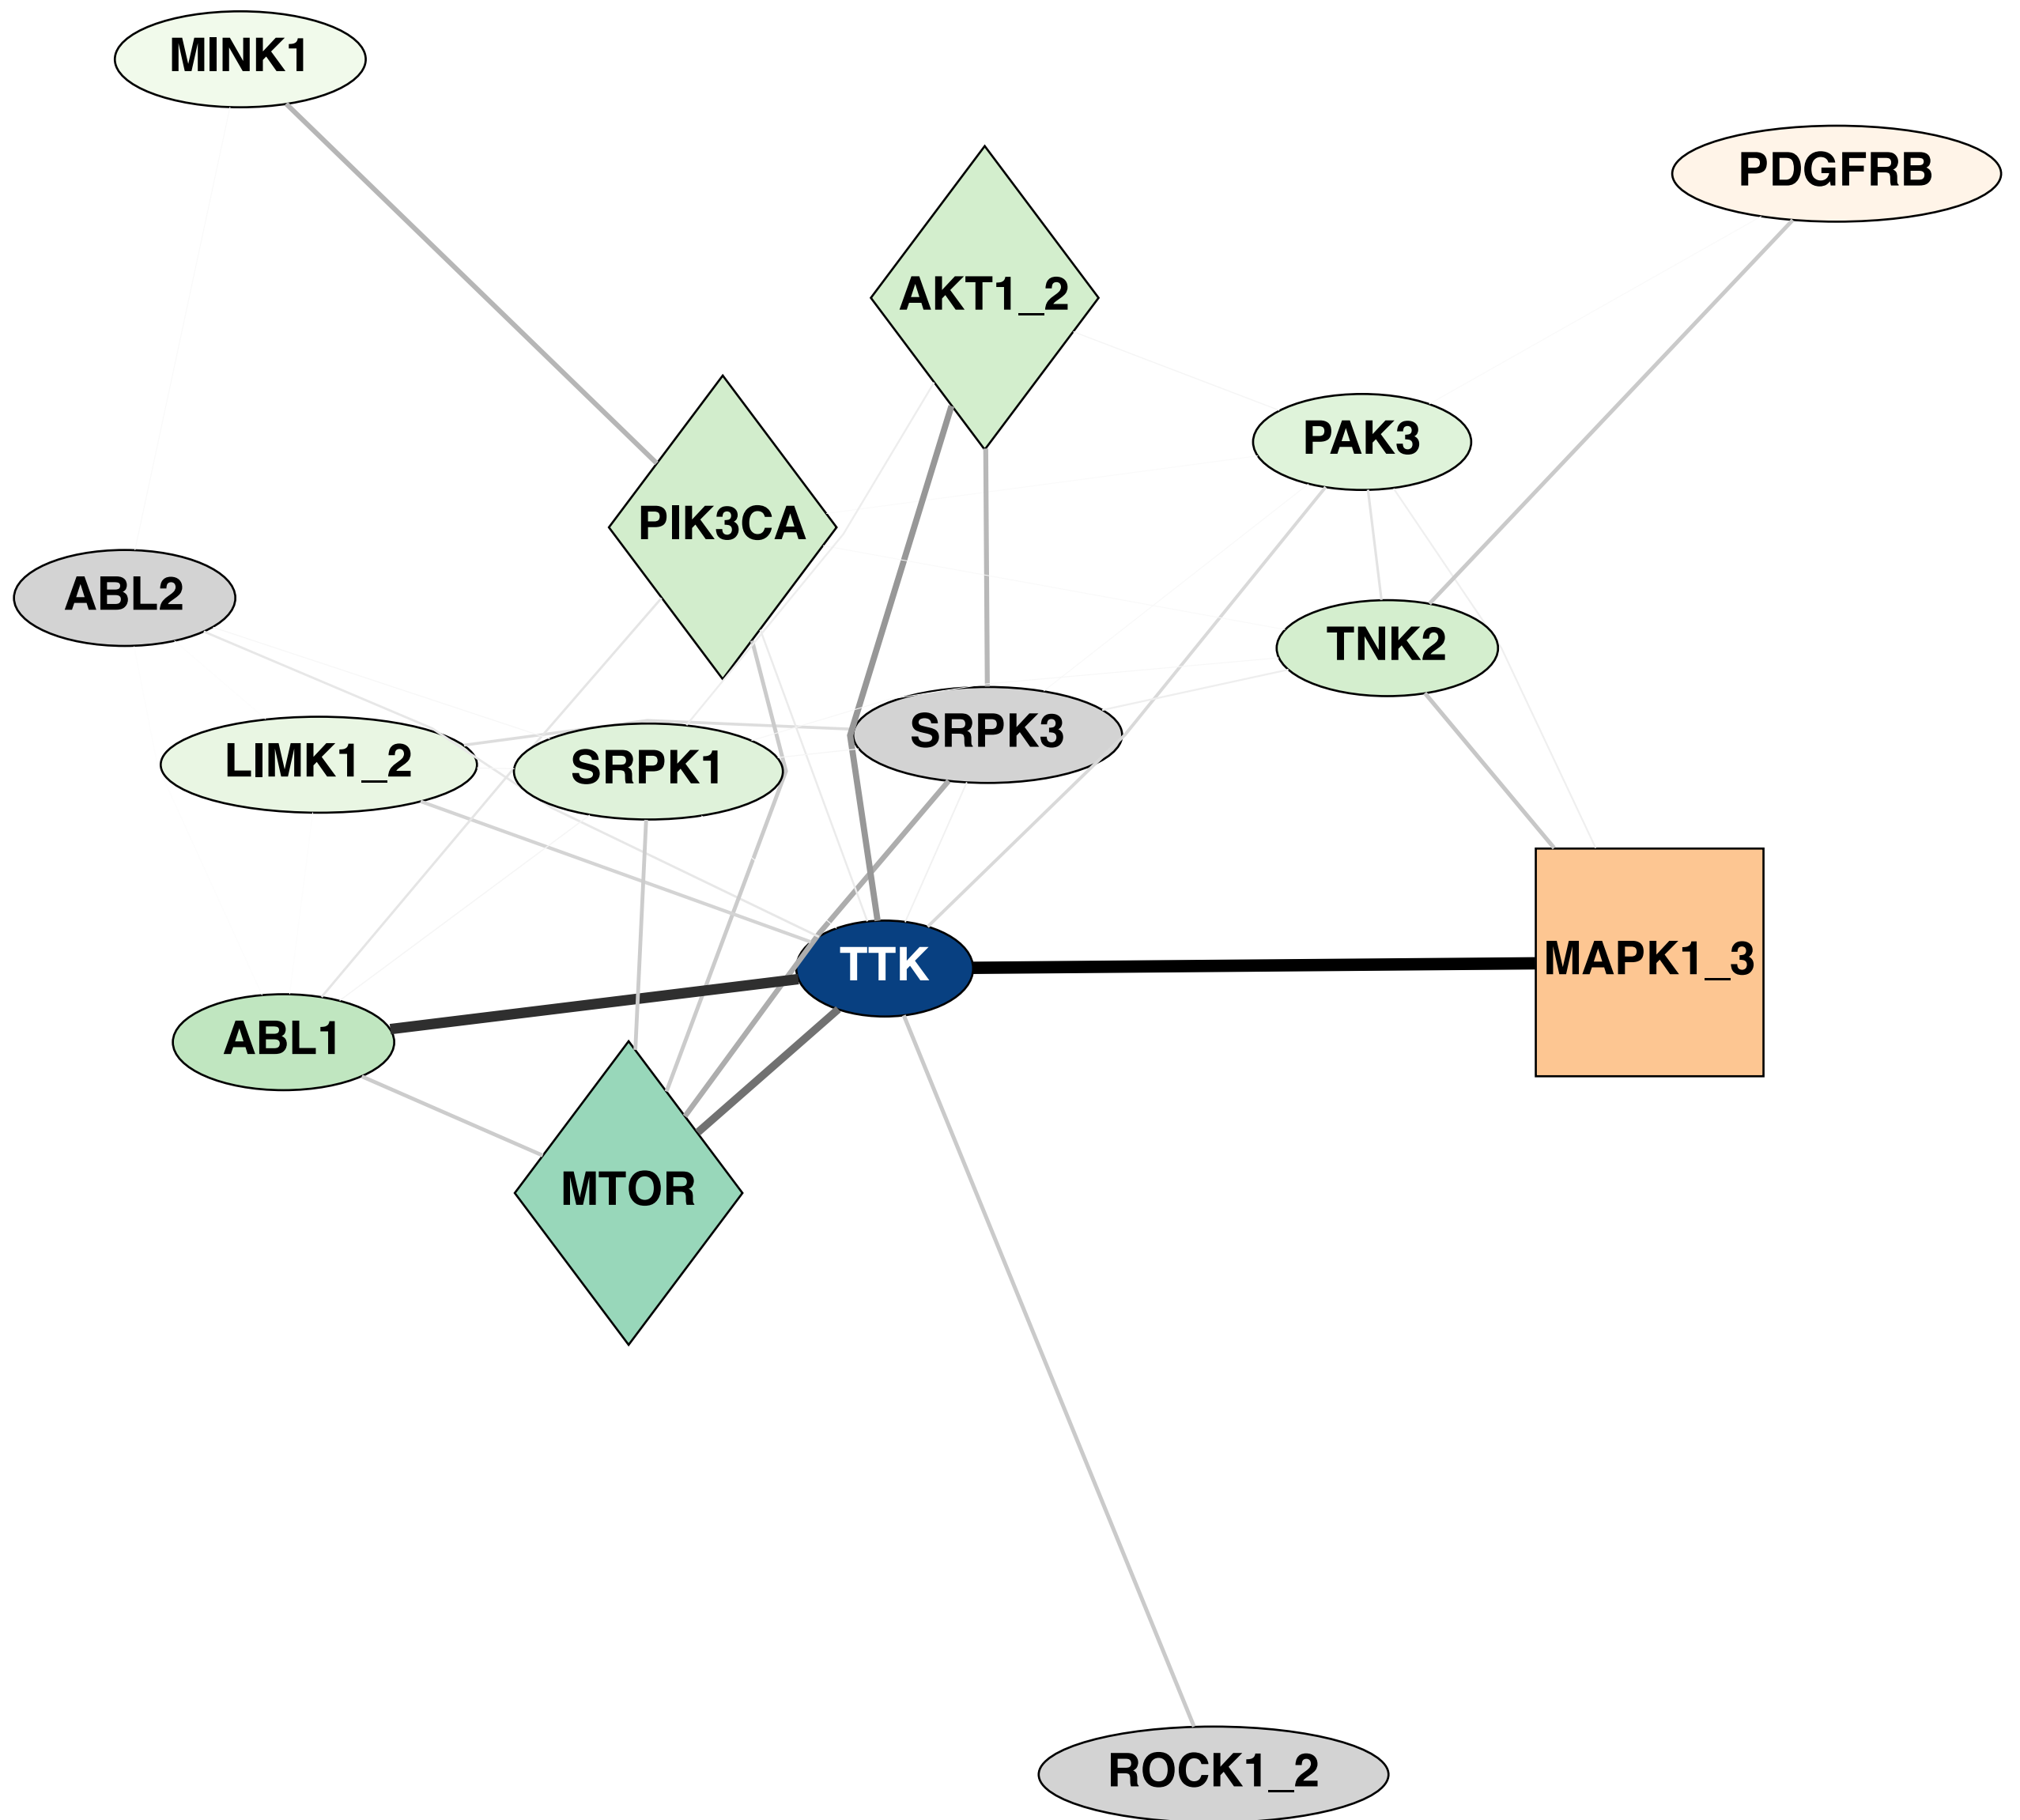 MINK1
PDGFRB
AKT1_2
PAK3
PIK3CA
ABL2
TNK2
SRPK3
LIMK1_2
SRPK1
TTK
MAPK1_3
ABL1
MTOR
ROCK1_2